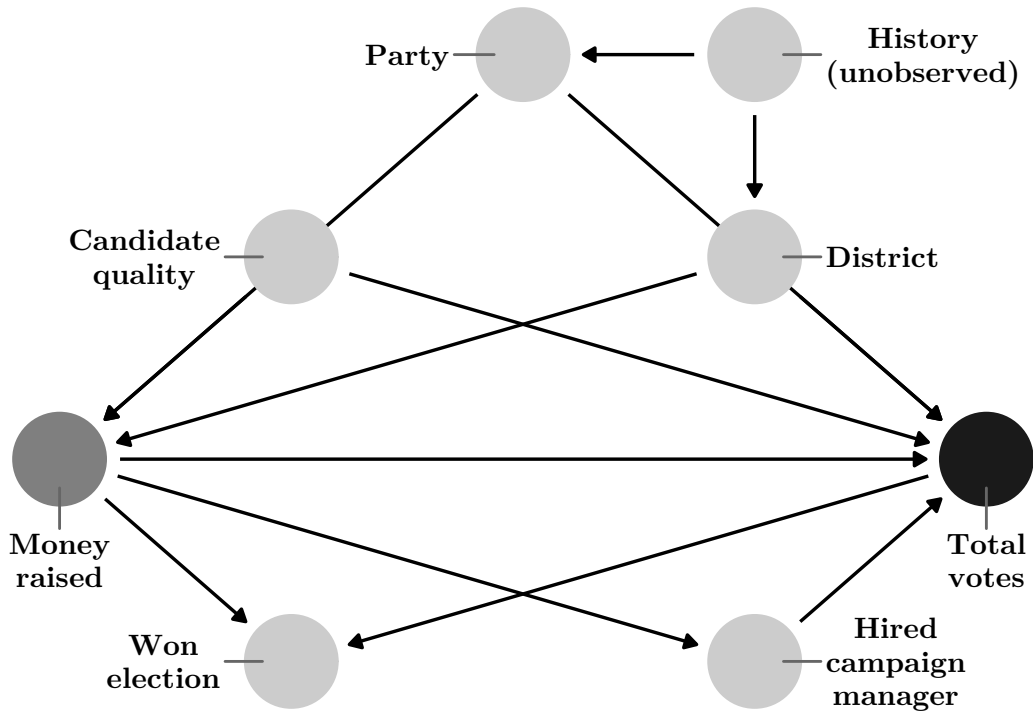 Party
History
(unobserved)
Candidate
quality
District
Money
raised
Total
votes
Won
election
Hired
campaign
manager